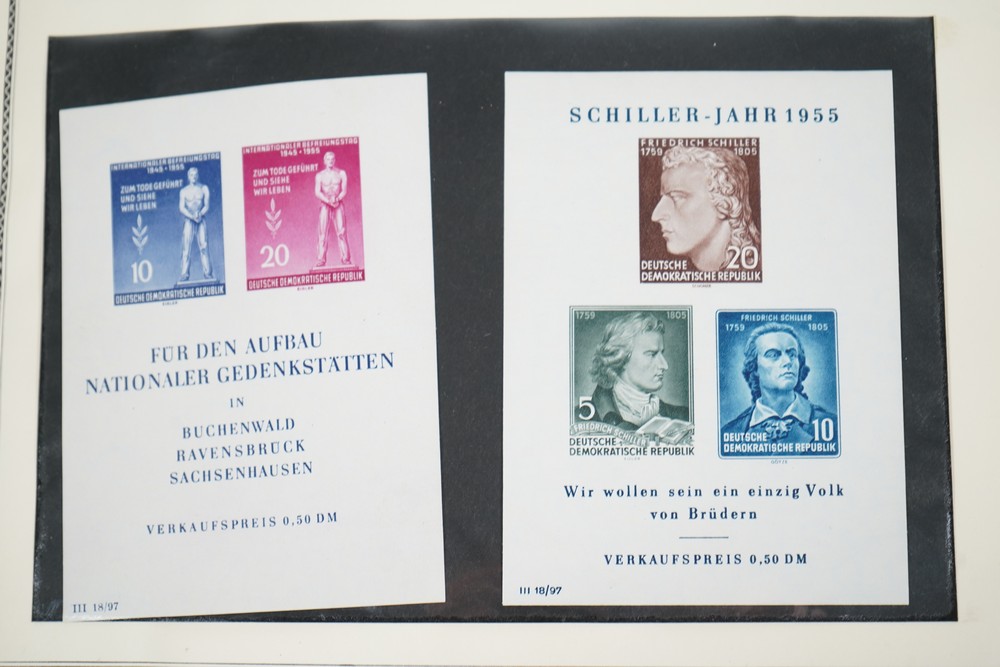 INTERNATIONALER BEFREIUNGSTAG
1945 • 1955
ZUM TODE GEFÜHRT
UND SIEHE
WIR LEBEN
10
DEUTSCHE DEMOKRATISCHE REPUBLIK
INTERNATIONALER BEFREIUNGSTAG
1945 • 1955
ZUM TODE GEFÜHRT
UND SIEHE
WIR LEBEN
20
DEUTSCHE DEMOKRATISCHE REPUBLIK
FÜR DEN AUFBAU
NATIONALER GEDENKSTÄTTEN
IN
BUCHENWALD
RAVENSBRÜCK
SACHSENHAUSEN
VERKAUFSPREIS 0,50 DM
III 18/97
SCHILLER-JAHR 1955
FRIEDRICH SCHILLER
1759 1805
20
DEUTSCHE
DEMOKRATISCHE REPUBLIK
1759 1805
5
FRIEDRICH SCHILLER
DEUTSCHE
DEMOKRATISCHE REPUBLIK
FRIEDRICH SCHILLER
1759 1805
DEUTSCHE 10
DEMOKRATISCHE REPUBLIK
Wir wollen sein ein einzig Volk
von Brüdern
VERKAUFSPREIS 0,50 DM
III 18/97